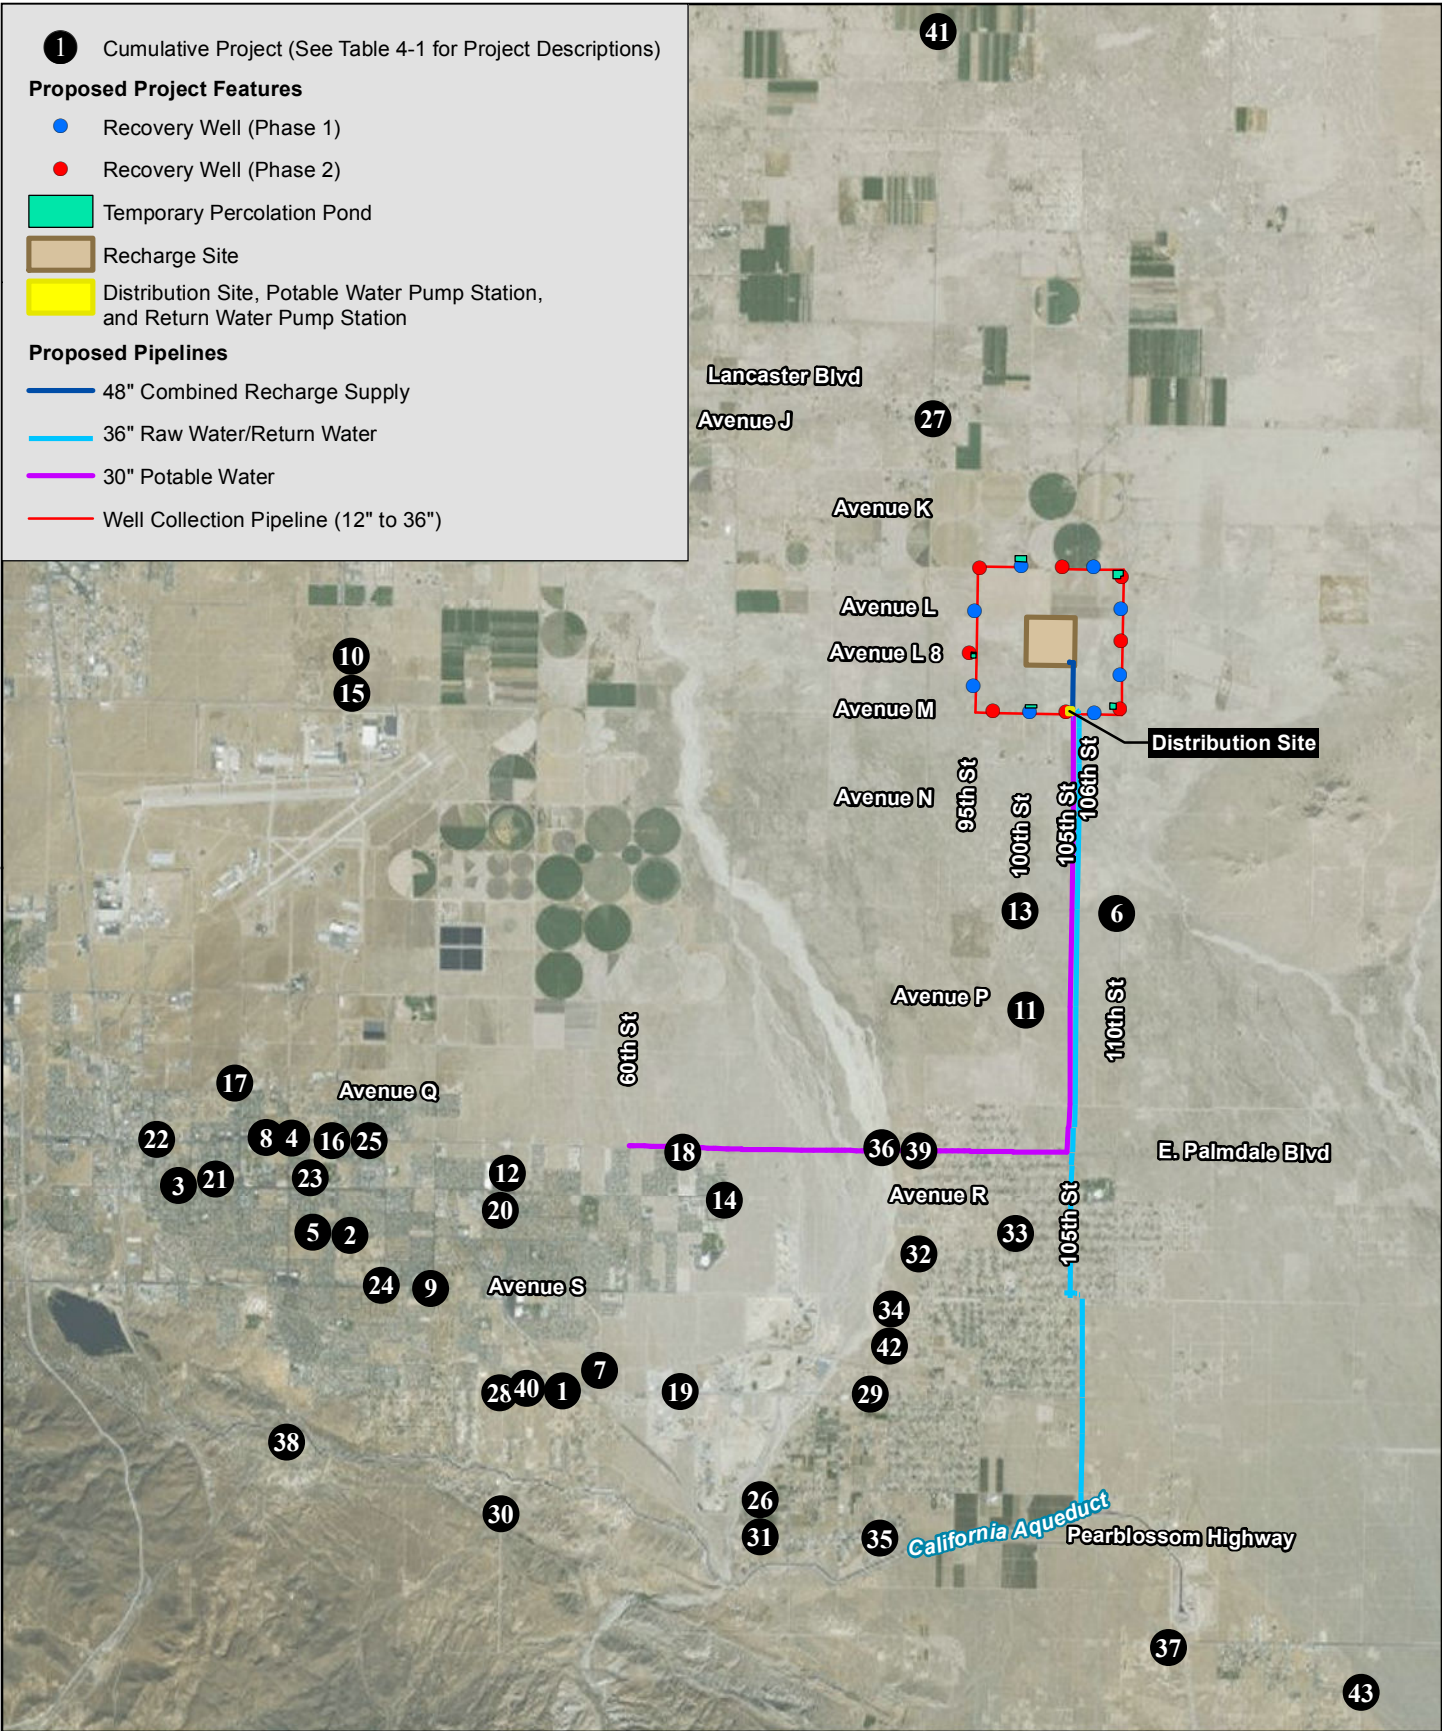 1 Cumulative Project (See Table 4-1 for Project Descriptions)
Proposed Project Features
Recovery Well (Phase 1)
Recovery Well (Phase 2)
Temporary Percolation Pond
Recharge Site
Distribution Site, Potable Water Pump Station,
and Return Water Pump Station
Proposed Pipelines
48" Combined Recharge Supply
36" Raw Water/Return Water
30" Potable Water
Well Collection Pipeline (12" to 36")
41
Lancaster Blvd
Avenue J
27
Avenue K
Avenue L
Avenue L 8
10
15
Avenue M
Distribution Site
Avenue N
95th St
100th St
105th St
106th St
13
6
Avenue P
11
110th St
60th St
17
Avenue Q
22
8
4
16
25
18
36
39
E. Palmdale Blvd
3
21
23
12
20
14
Avenue R
105th St
5
2
33
32
24
9
Avenue S
34
42
28
40
1
7
19
29
38
30
26
31
35
California Aqueduct
Pearblossom Highway
37
43